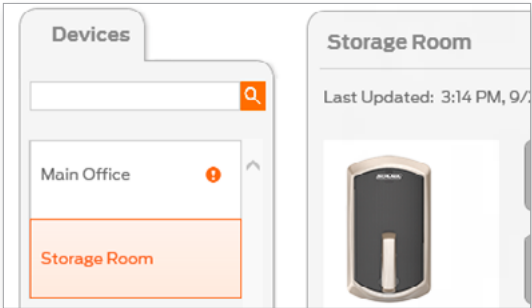 Devices
Main Office
Storage Room
Storage Room
Last Updated: 3:14 PM, 9/